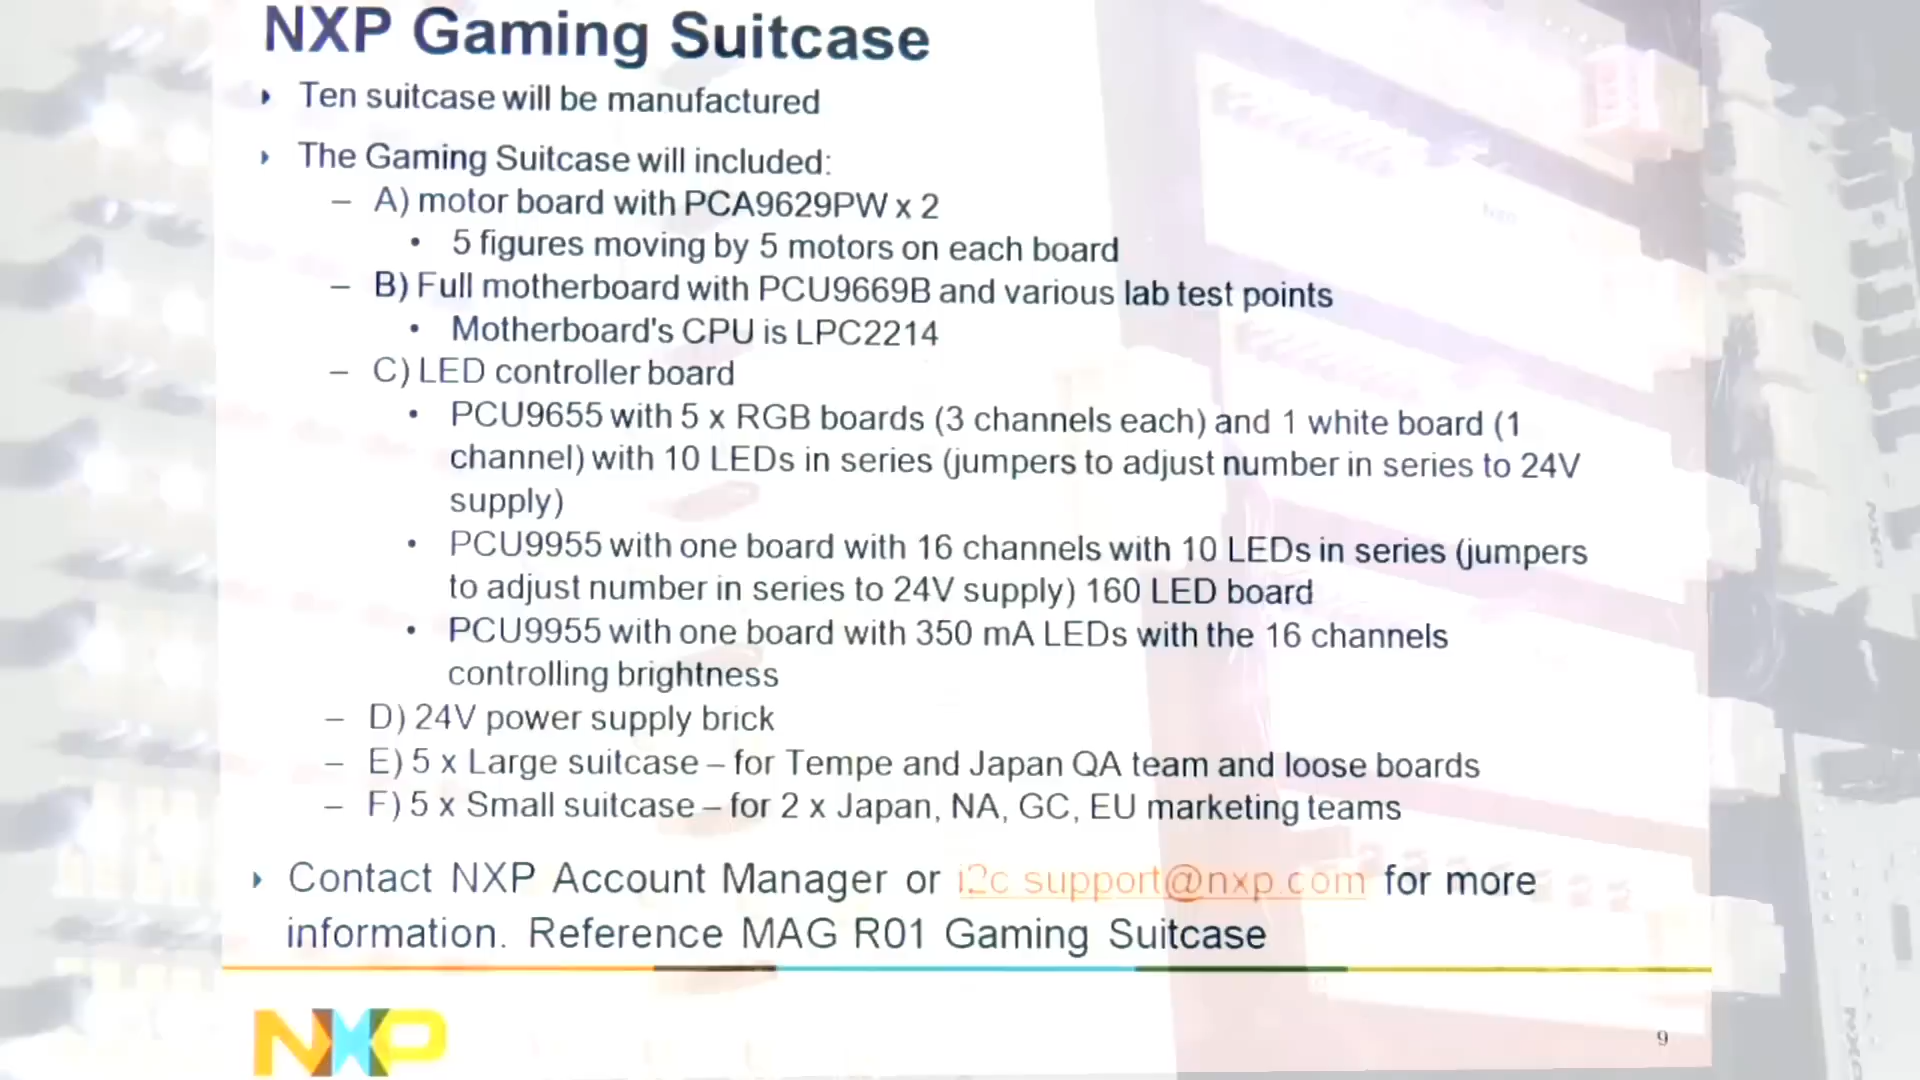 NXP Gaming Suitcase
Ten suitcase will be manufactured
The Gaming Suitcase will included:
– A) motor board with PCA9629PW x 2
• 5 figures moving by 5 motors on each board
– B) Full motherboard with PCU9669B and various lab test points
• Motherboard's CPU is LPC2214
– C) LED controller board
• PCU9655 with 5 x RGB boards (3 channels each) and 1 white board (1
channel) with 10 LEDs in series (jumpers to adjust number in series to 24V
supply)
• PCU9955 with one board with 16 channels with 10 LEDs in series (jumpers
to adjust number in series to 24V supply) 160 LED board
• PCU9955 with one board with 350 mA LEDs with the 16 channels
controlling brightness
– D) 24V power supply brick
– E) 5 x Large suitcase – for Tempe and Japan QA team and loose boards
– F) 5 x Small suitcase – for 2 x Japan, NA, GC, EU marketing teams
Contact NXP Account Manager or i2c.support@nxp.com for more
information. Reference MAG R01 Gaming Suitcase
NXP
9